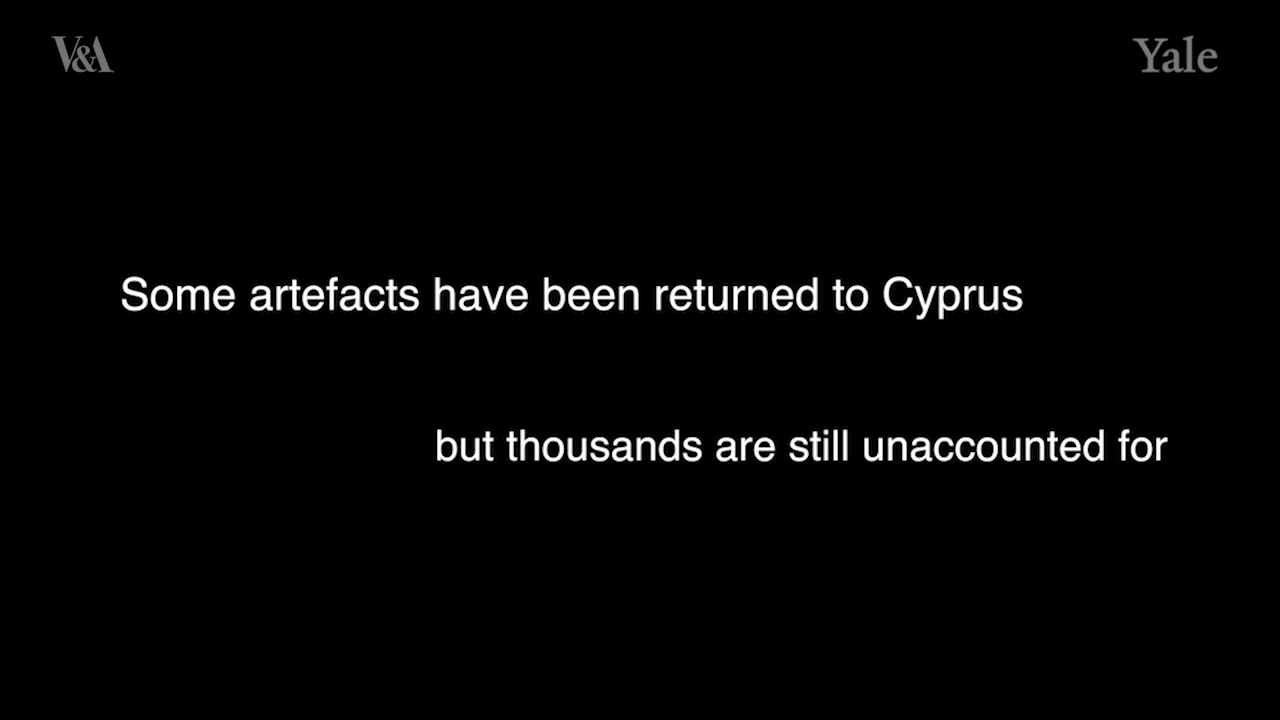 V&A
Yale
Some artefacts have been returned to Cyprus
but thousands are still unaccounted for